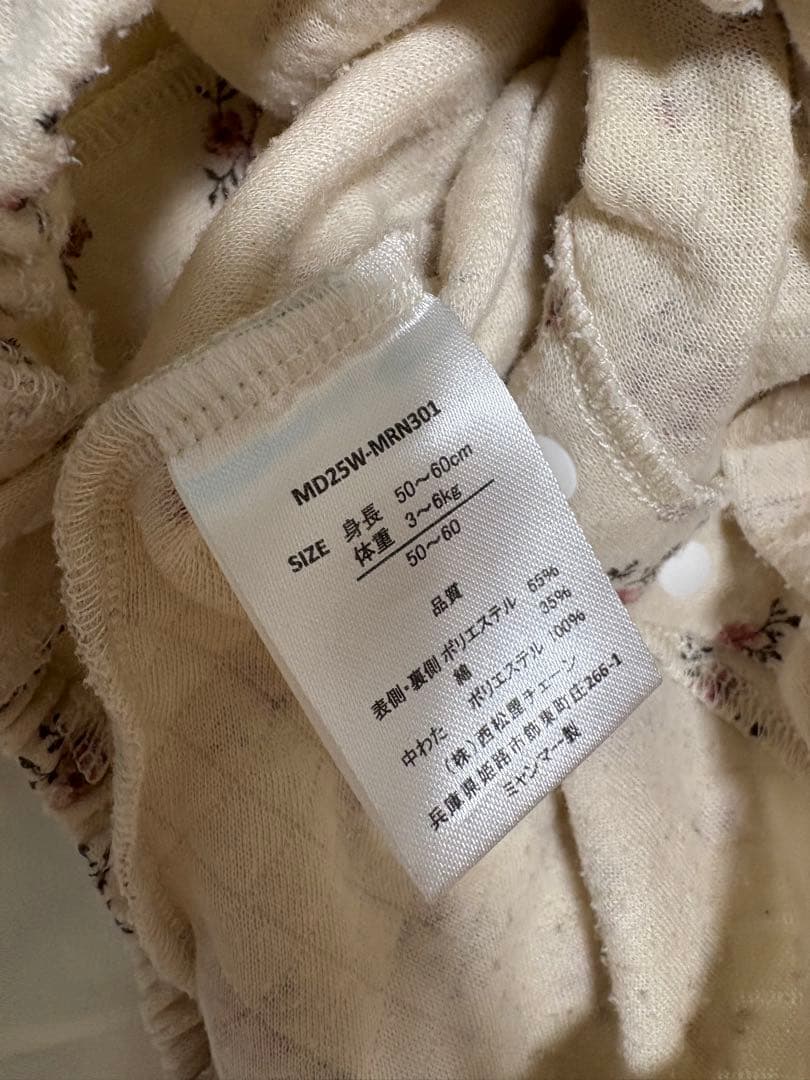 MD25W-MRN301
SIZE 身長 50～60cm
体重 3～6kg
50～60
品質
表側・裏側 ポリエステル 65%
綿 35%
中わた ポリエステル 100%
(株)西松屋チェーン
兵庫県姫路市飾東町庄266-1
ミャンマー製